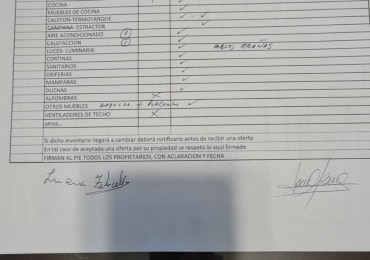 COCINA
MUEBLES DE COCINA
CALEFON-TERMOTANQUE
CAMPANA- ESTRACTOR
AIRE ACONDICIONADO
CALEFACCION
LUCES- LUMINARIA
CORTINAS
SANITARIOS
GRIFERIAS
MAMPARAS
DUCHAS
ALFOMBRAS
OTROS MUEBLES
VENTILADORES DE TECHO
otros...
Si dicho inventario llegará a cambiar deberá notificarlo antes de recibir una oferta
En tal caso de aceptada una oferta por su propiedad se respeta lo aquí firmado
FIRMAN AL PIE TODOS LOS PROPIETARIOS, CON ACLARACION Y FECHA